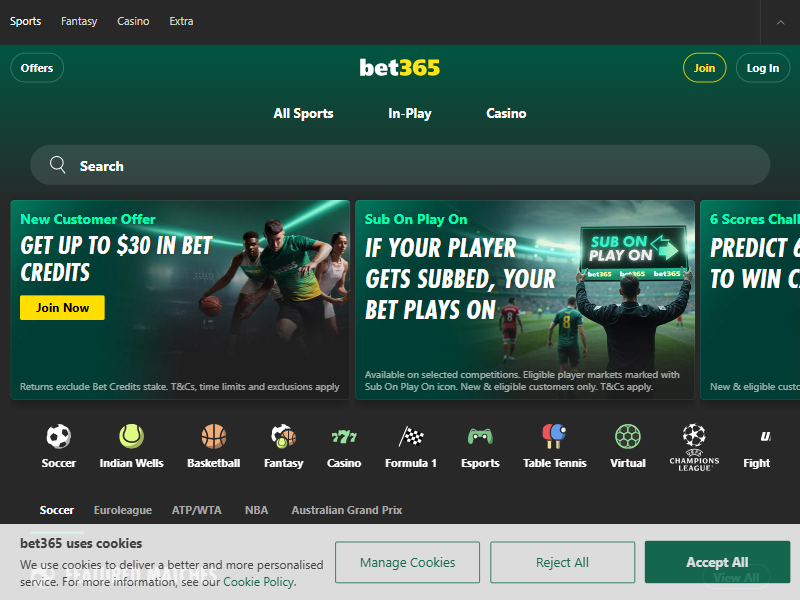 Sports Fantasy Casino Extra
Offers
bet365
Join
Log In
All Sports In-Play Casino
Search
New Customer Offer
GET UP TO $30 IN BET
CREDITS
Join Now
Returns exclude Bet Credits stake. T&Cs, time limits and exclusions apply
Sub On Play On
IF YOUR PLAYER
GETS SUBBED, YOUR
BET PLAYS ON
SUB ON
PLAY ON
bet365 bet365 bet365
Available on selected competitions. Eligible player markets marked with
Sub On Play On icon. New & eligible customers only. T&Cs apply.
6 Scores Chall
PREDICT 6
TO WIN
New & eligible custo
777
CHAMPIONS
LEAGUE
Soccer Indian Wells Basketball Fantasy Casino Formula 1 Esports Table Tennis Virtual Fight
Soccer Euroleague ATP/WTA NBA Australian Grand Prix
bet365 uses cookies
We use cookies to deliver a better and more personalised
service. For more information, see our Cookie Policy.
Manage Cookies
Reject All
Accept All
FEATURED MATCHES
View All